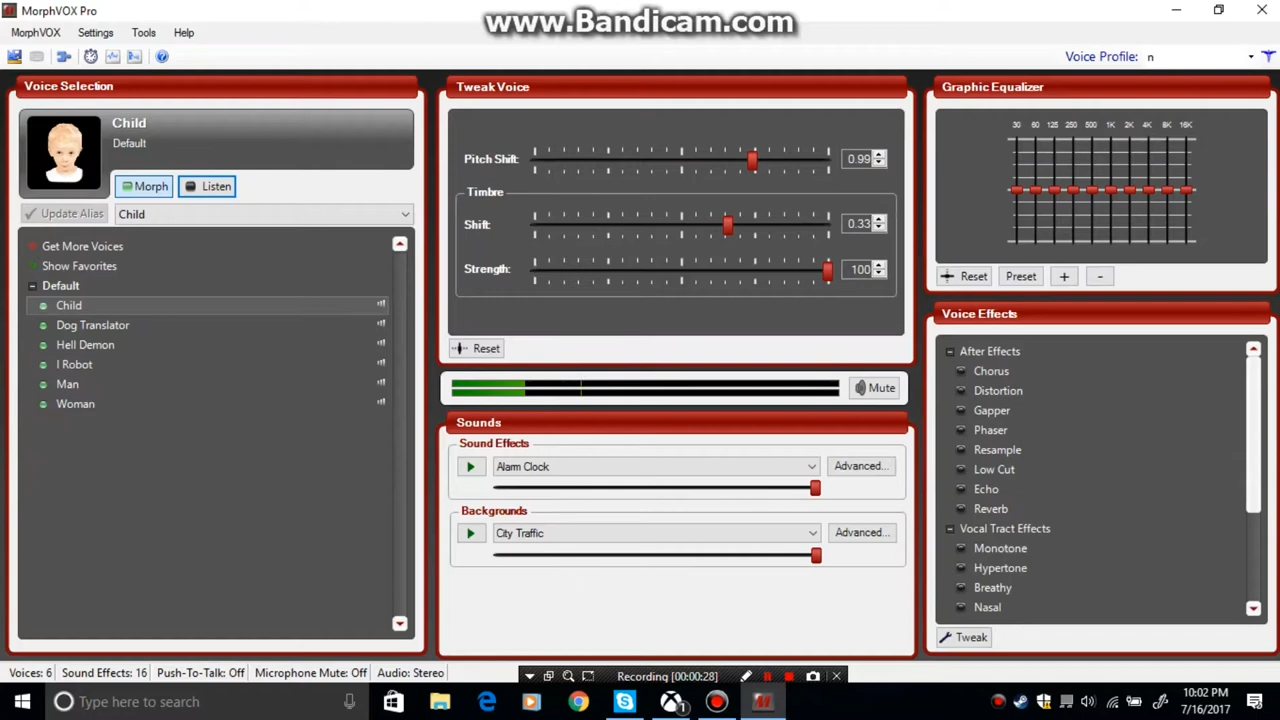 MorphVOX Pro
www.Bandicam.com
MorphVOX Settings Tools Help
Voice Profile: n
Voice Selection
Child
Default
Morph Listen
Update Alias Child
Get More Voices
Show Favorites
Default
Child
Dog Translator
Hell Demon
I Robot
Man
Woman
Tweak Voice
Pitch Shift: 0.99
Timbre
Shift: 0.33
Strength: 100
Reset
Mute
Sounds
Sound Effects
Alarm Clock Advanced...
Backgrounds
City Traffic Advanced...
Graphic Equalizer
30 60 125 250 500 1K 2K 4K 8K 16K
Reset Preset + -
Voice Effects
After Effects
Chorus
Distortion
Gapper
Phaser
Resample
Low Cut
Echo
Reverb
Vocal Tract Effects
Monotone
Hypertone
Breathy
Nasal
Tweak
Voices: 6 Sound Effects: 16 Push-To-Talk: Off Microphone Mute: Off Audio: Stereo
Recording [00:00:28]
Type here to search
10:02 PM
7/16/2017